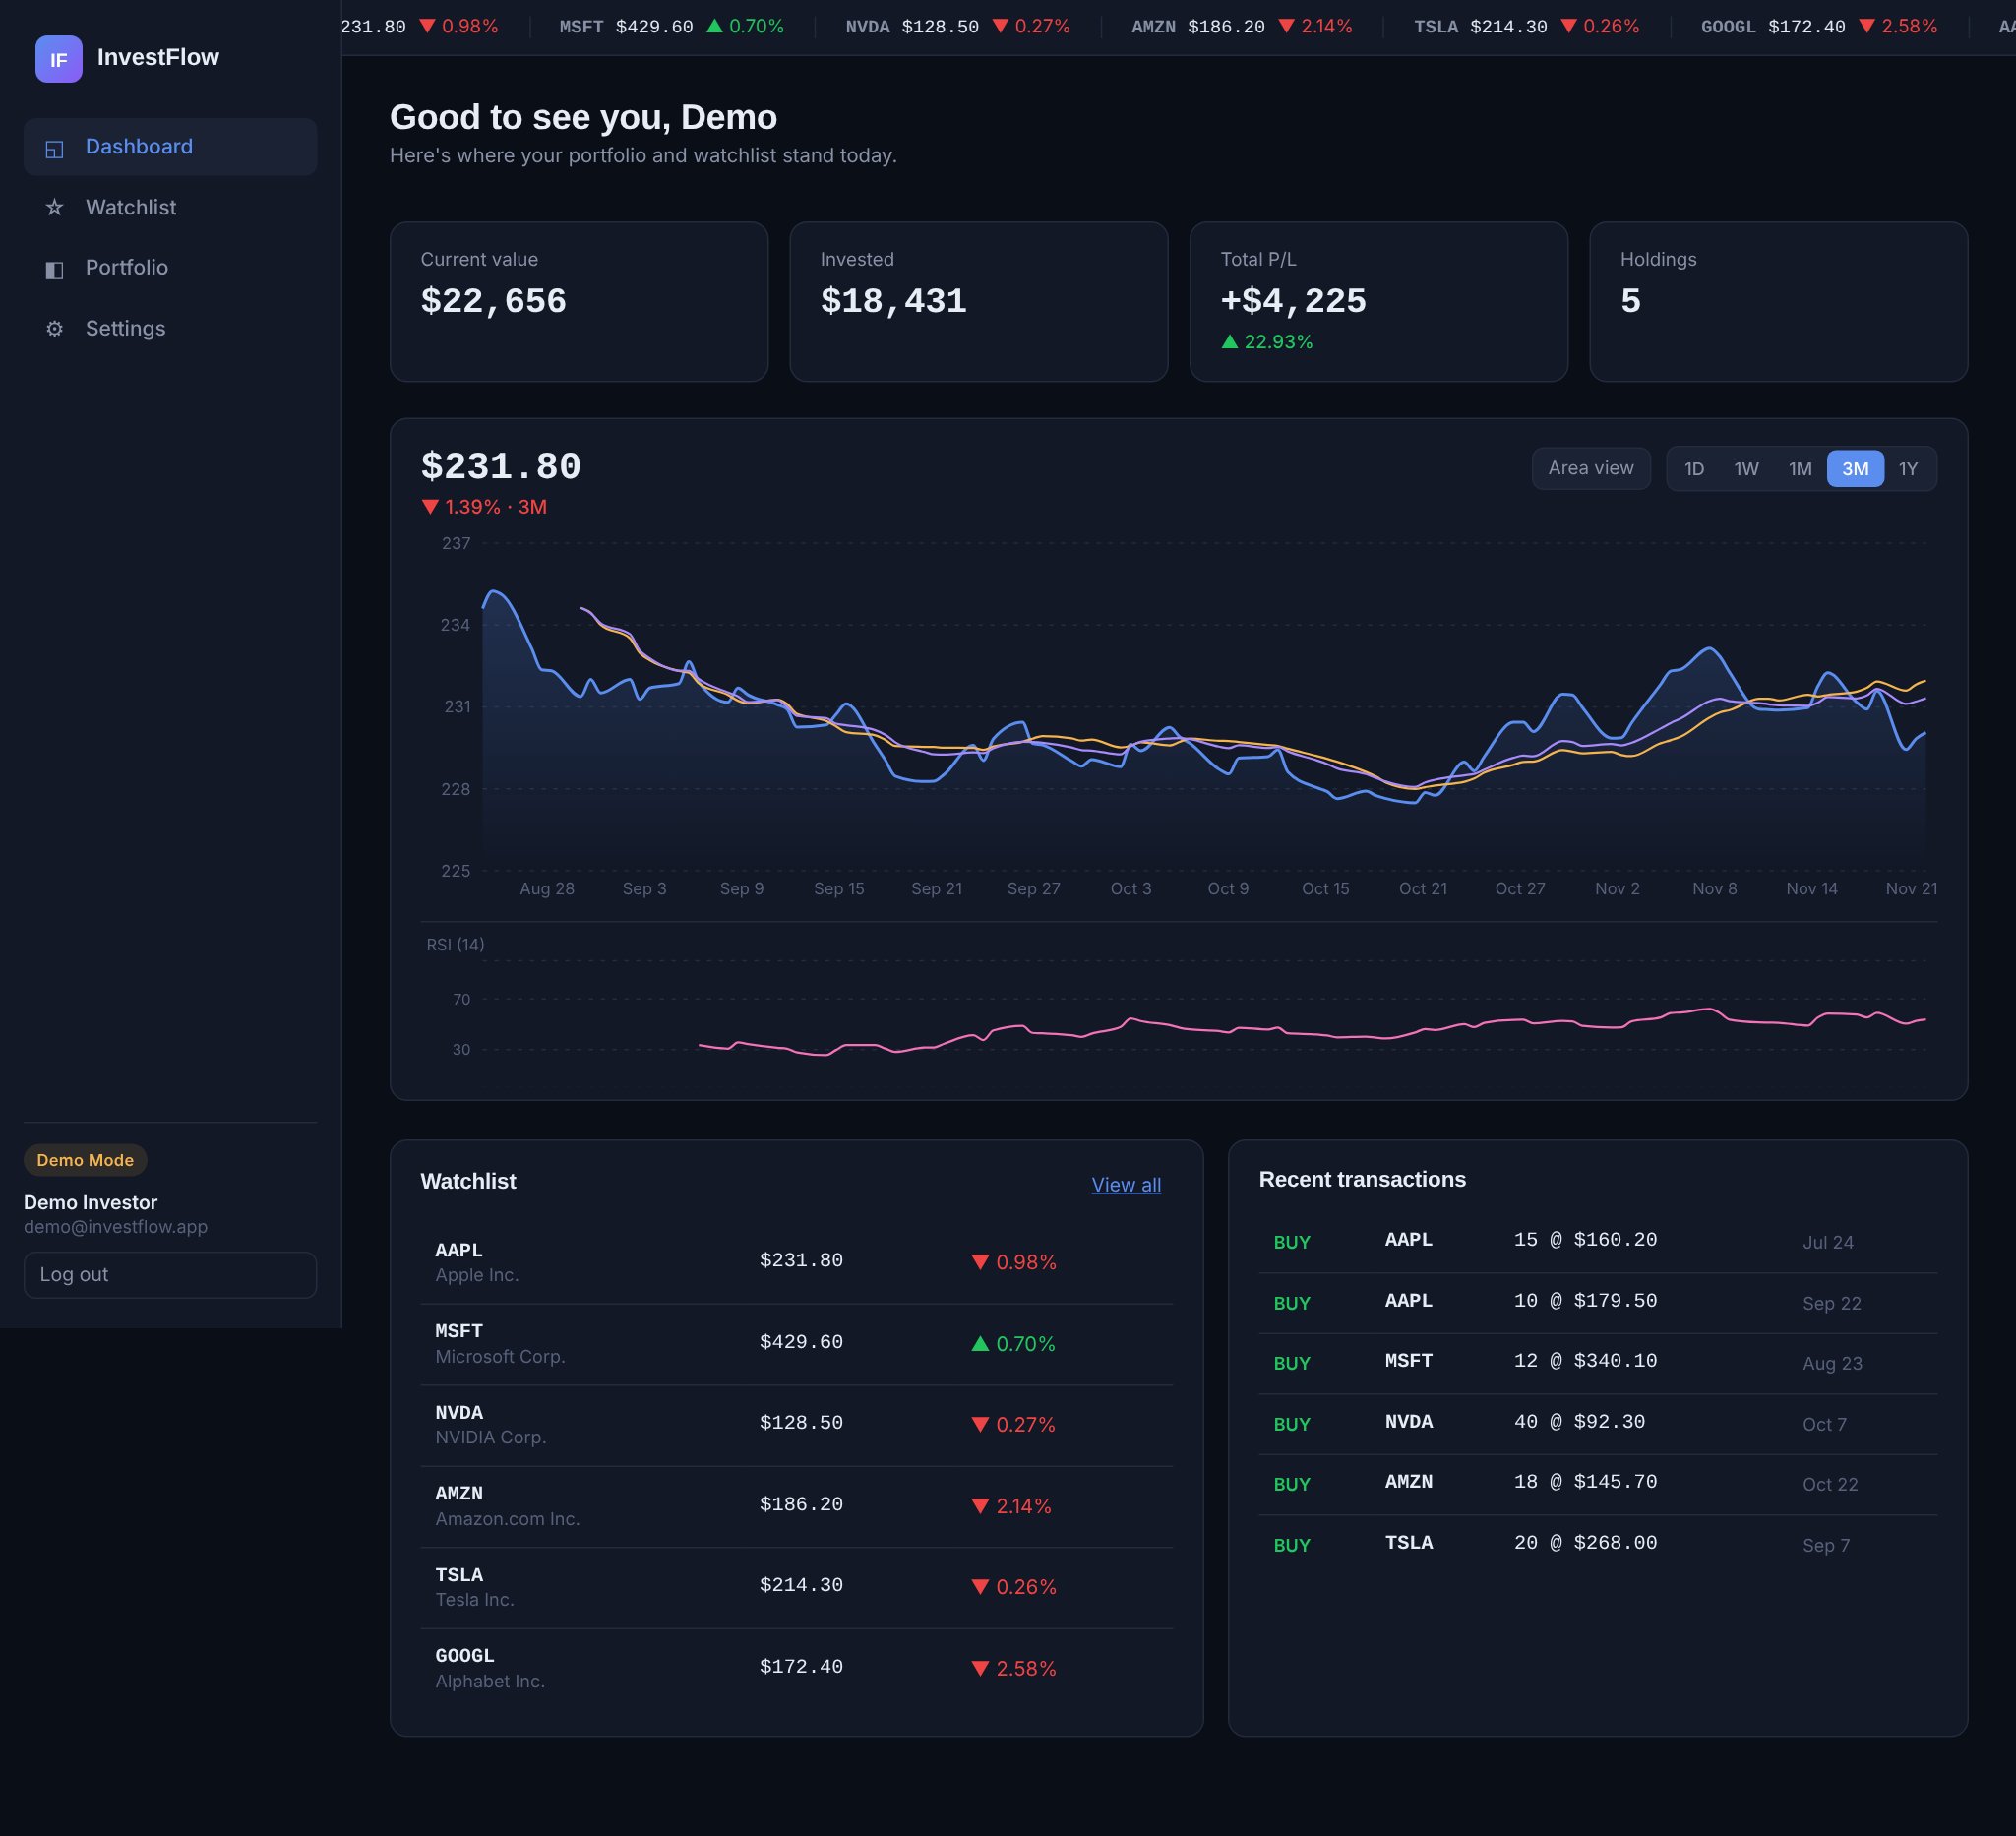 IF InvestFlow
Dashboard
Watchlist
Portfolio
Settings
Demo Mode
Demo Investor
demo@investflow.app
Log out
231.80 ▼ 0.98% MSFT $429.60 ▲ 0.70% NVDA $128.50 ▼ 0.27% AMZN $186.20 ▼ 2.14% TSLA $214.30 ▼ 0.26% GOOGL $172.40 ▼ 2.58% AA
Good to see you, Demo
Here's where your portfolio and watchlist stand today.
Current value
$22,656
Invested
$18,431
Total P/L
+$4,225
▲ 22.93%
Holdings
5
$231.80
▼ 1.39% · 3M
Area view 1D 1W 1M 3M 1Y
237
234
231
228
225
Aug 28 Sep 3 Sep 9 Sep 15 Sep 21 Sep 27 Oct 3 Oct 9 Oct 15 Oct 21 Oct 27 Nov 2 Nov 8 Nov 14 Nov 21
RSI (14)
70
30
Watchlist View all
AAPL $231.80 ▼ 0.98%
Apple Inc.
MSFT $429.60 ▲ 0.70%
Microsoft Corp.
NVDA $128.50 ▼ 0.27%
NVIDIA Corp.
AMZN $186.20 ▼ 2.14%
Amazon.com Inc.
TSLA $214.30 ▼ 0.26%
Tesla Inc.
GOOGL $172.40 ▼ 2.58%
Alphabet Inc.
Recent transactions
BUY AAPL 15 @ $160.20 Jul 24
BUY AAPL 10 @ $179.50 Sep 22
BUY MSFT 12 @ $340.10 Aug 23
BUY NVDA 40 @ $92.30 Oct 7
BUY AMZN 18 @ $145.70 Oct 22
BUY TSLA 20 @ $268.00 Sep 7